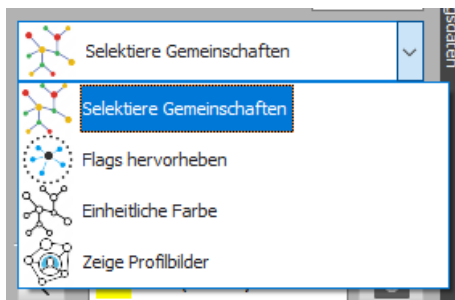 Selektiere Gemeinschaften
Selektiere Gemeinschaften
Flags hervorheben
Einheitliche Farbe
Zeige Profilbilder